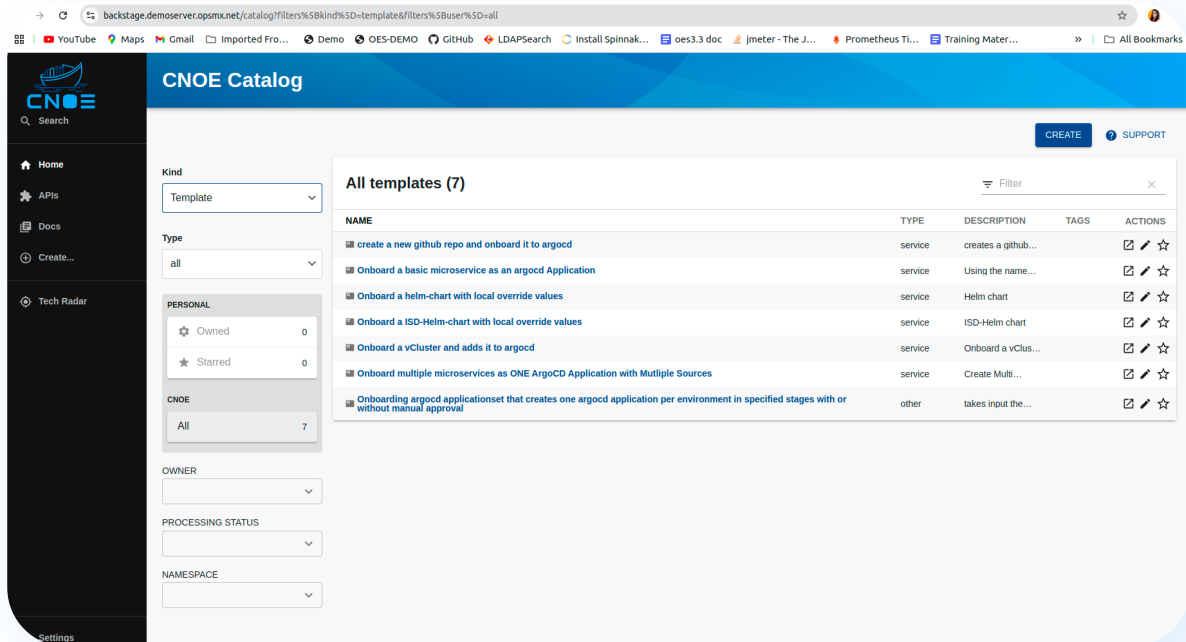 backstage.demoserver.opsmx.net/catalog?filters%5Bkind%5D=template&filters%5Buser%5D=all
YouTube Maps Gmail Imported Fro... Demo OES-DEMO GitHub LDAPSearch Install Spinnak... oes3.3 doc jmeter - The J... Prometheus Ti... Training Mater... » All Bookmarks
CNOE
Search
Home
APIs
Docs
Create...
Tech Radar
Settings
CNOE Catalog
CREATE SUPPORT
Kind
Template
Type
all
PERSONAL
Owned 0
Starred 0
CNOE
All 7
OWNER
PROCESSING STATUS
NAMESPACE
All templates (7) Filter
NAME TYPE DESCRIPTION TAGS ACTIONS
create a new github repo and onboard it to argocd service creates a github...
Onboard a basic microservice as an argocd Application service Using the name...
Onboard a helm-chart with local override values service Helm chart
Onboard a ISD-Helm-chart with local override values service ISD-Helm chart
Onboard a vCluster and adds it to argocd service Onboard a vClus...
Onboard multiple microservices as ONE ArgoCD Application with Mutliple Sources service Create Multi...
Onboarding argocd applicationset that creates one argocd application per environment in specified stages with or
without manual approval other takes input the...